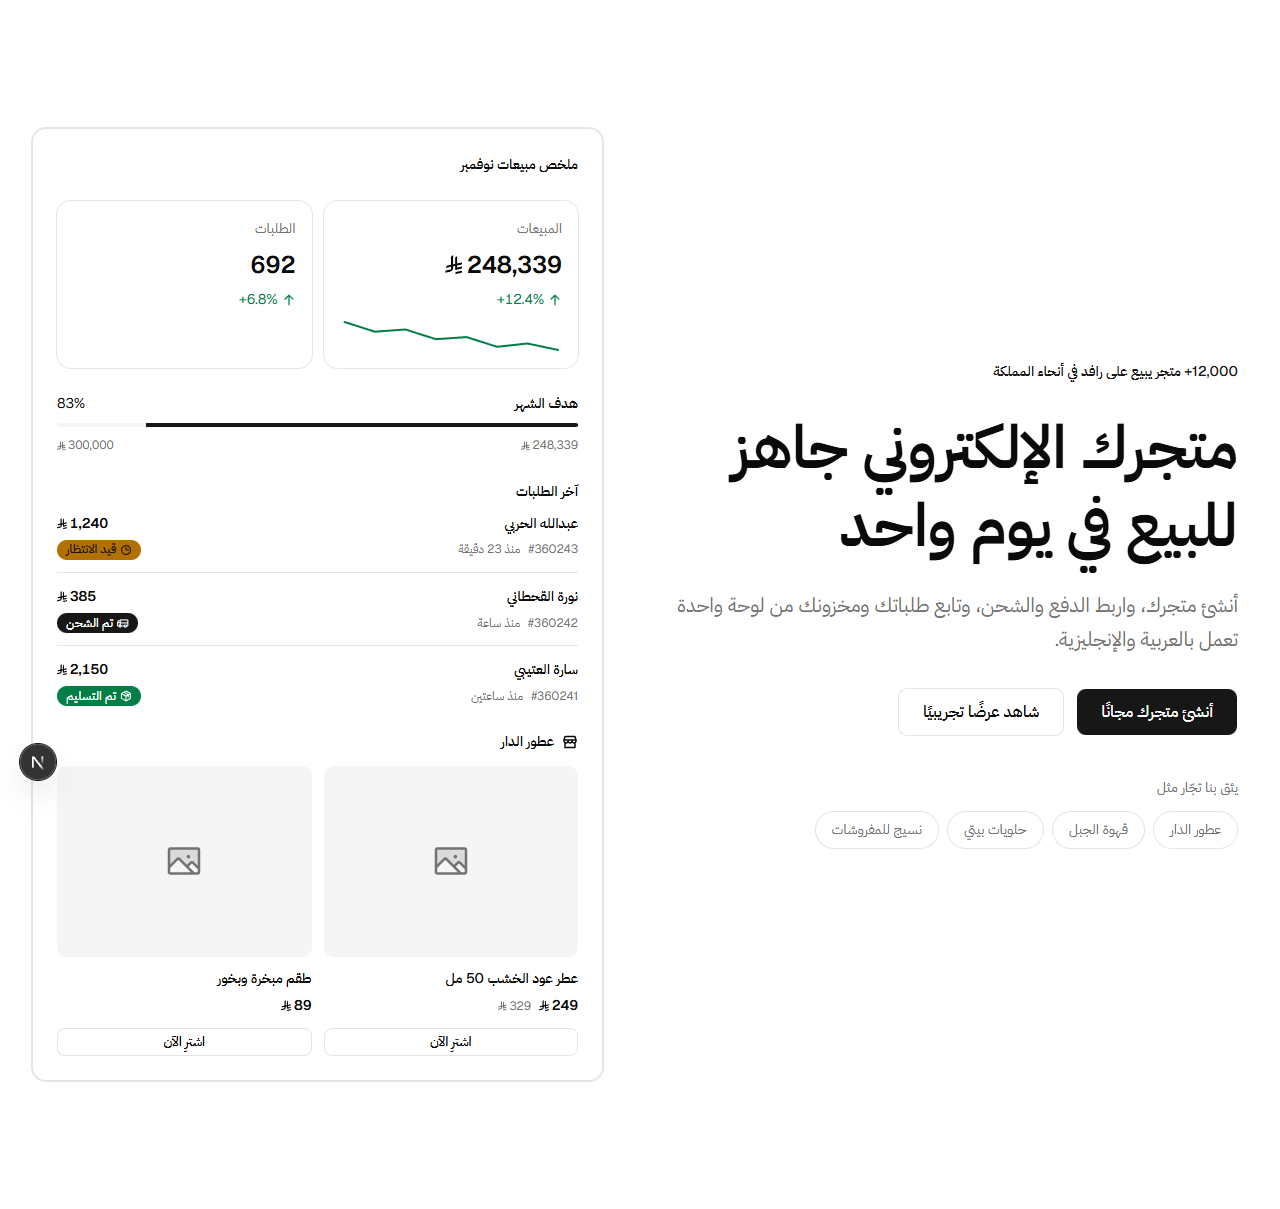 +12,000 متجر يبيع على رافد في أنحاء المملكة
متجرك الإلكتروني جاهز
للبيع في يوم واحد
أنشئ متجرك، واربط الدفع والشحن، وتابع طلباتك ومخزونك من لوحة واحدة
تعمل بالعربية والإنجليزية.
أنشئ متجرك مجانًا
شاهد عرضًا تجريبيًا
يثق بنا تجّار مثل
عطور الدار
قهوة الجبل
حلويات بيتي
نسيج للمفروشات
ملخص مبيعات نوفمبر
المبيعات
248,339 ⃁
+12.4%
الطلبات
692
+6.8%
هدف الشهر
83%
248,339 ⃁
300,000 ⃁
آخر الطلبات
عبدالله الحربي
1,240 ⃁
#360243 منذ 23 دقيقة
قيد الانتظار
نورة القحطاني
385 ⃁
#360242 منذ ساعة
تم الشحن
سارة العتيبي
2,150 ⃁
#360241 منذ ساعتين
تم التسليم
عطور الدار
عطر عود الخشب 50 مل
249 ⃁ 329 ⃁
اشترِ الآن
طقم مبخرة وبخور
89 ⃁
اشترِ الآن
N